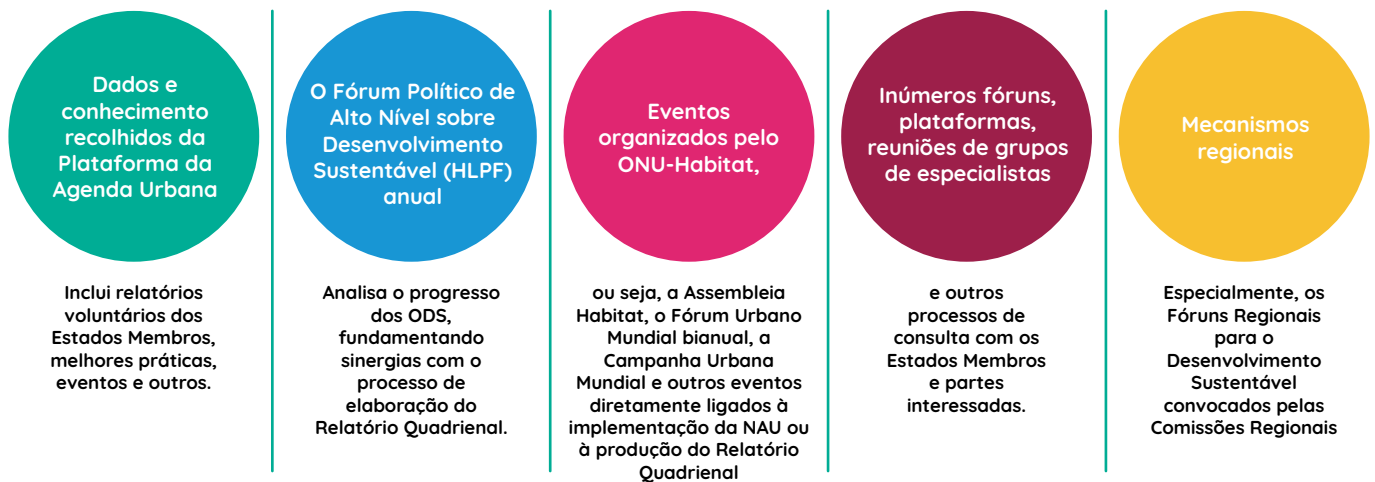 Dados e
conhecimento
recolhidos da
Plataforma da
Agenda Urbana
Inclui relatórios
voluntários dos
Estados Membros,
melhores práticas,
eventos e outros.
O Fórum Político de
Alto Nível sobre
Desenvolvimento
Sustentável (HLPF)
anual
Analisa o progresso
dos ODS,
fundamentando
sinergias com o
processo de
elaboração do
Relatório Quadrienal.
Eventos
organizados pelo
ONU-Habitat,
ou seja, a Assembleia
Habitat, o Fórum Urbano
Mundial bianual, a
Campanha Urbana
Mundial e outros eventos
diretamente ligados à
implementação da NAU ou
à produção do Relatório
Quadrienal
Inúmeros fóruns,
plataformas,
reuniões de grupos
de especialistas
e outros
processos de
consulta com os
Estados Membros
e partes
interessadas.
Mecanismos
regionais
Especialmente, os
Fóruns Regionais
para o
Desenvolvimento
Sustentável
convocados pelas
Comissões Regionais